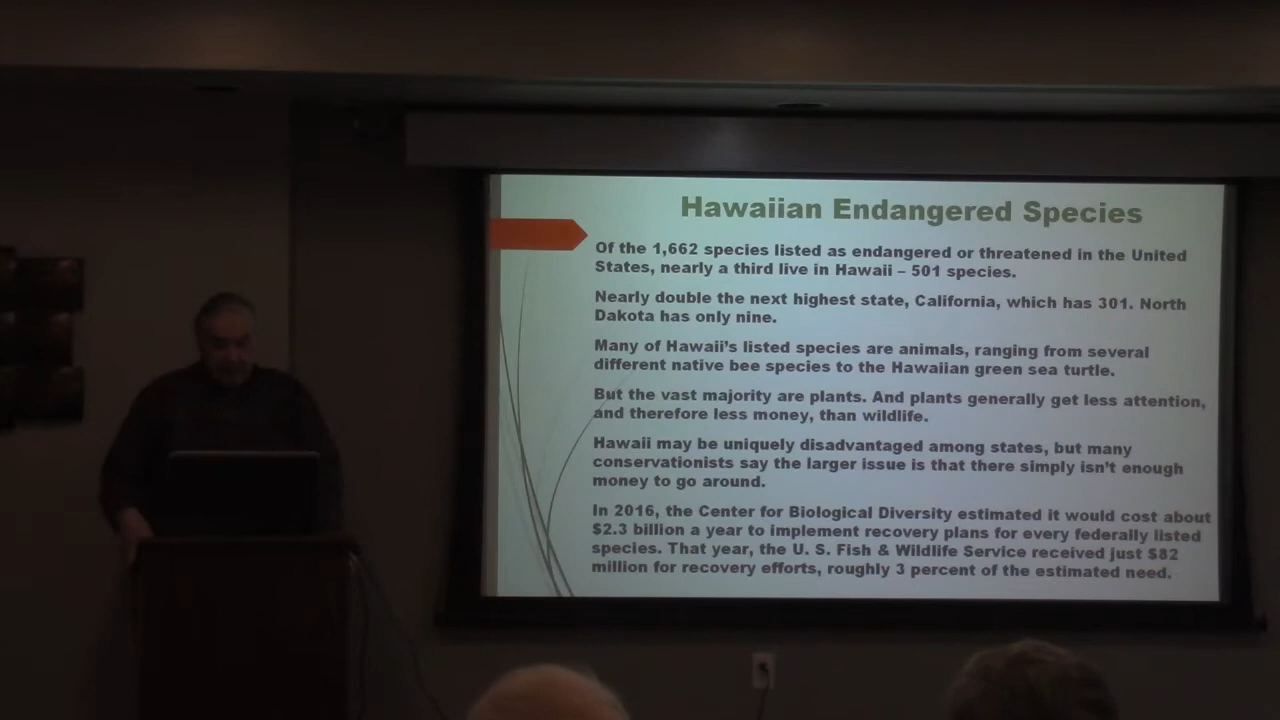 Hawaiian Endangered Species
Of the 1,662 species listed as endangered or threatened in the United
States, nearly a third live in Hawaii – 501 species.
Nearly double the next highest state, California, which has 301. North
Dakota has only nine.
Many of Hawaii's listed species are animals, ranging from several
different native bee species to the Hawaiian green sea turtle.
But the vast majority are plants. And plants generally get less attention,
and therefore less money, than wildlife.
Hawaii may be uniquely disadvantaged among states, but many
conservationists say the larger issue is that there simply isn't enough
money to go around.
In 2016, the Center for Biological Diversity estimated it would cost about
$2.3 billion a year to implement recovery plans for every federally listed
species. That year, the U. S. Fish & Wildlife Service received just $82
million for recovery efforts, roughly 3 percent of the estimated need.